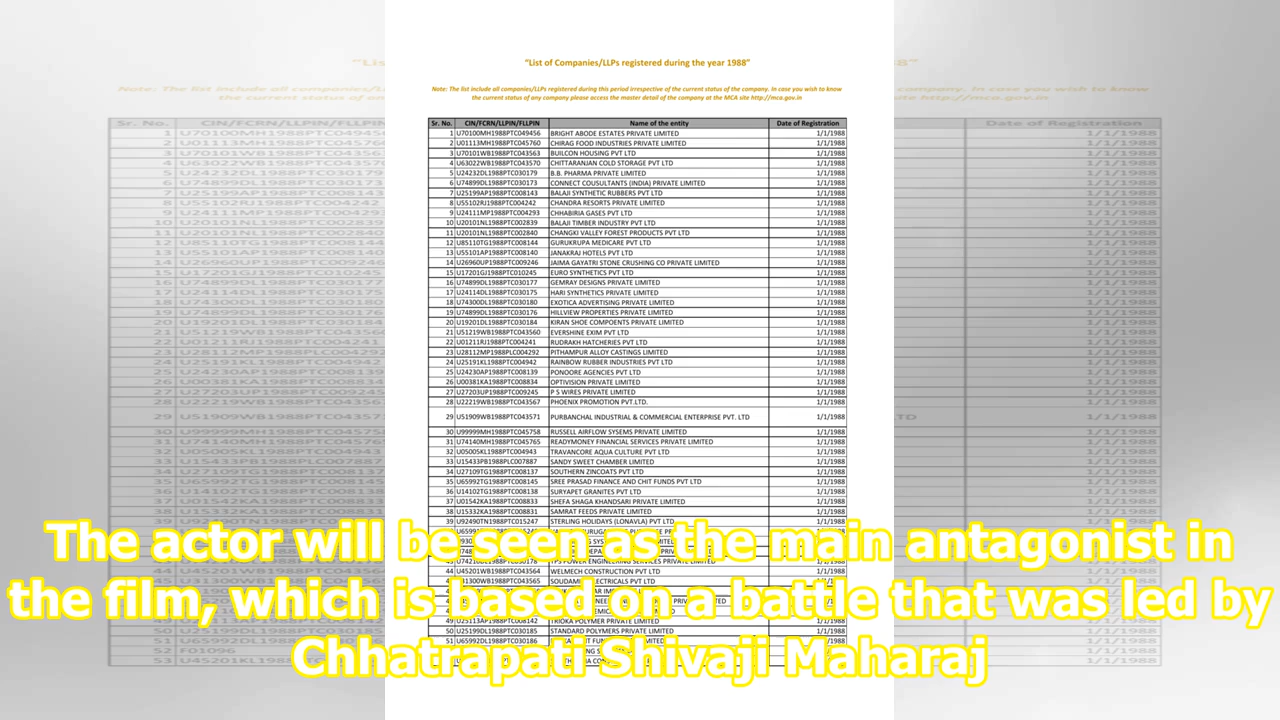 “List of Companies/LLPs registered during the year 1988”
Note: The list include all companies/LLPs registered during this period irrespective of the current status of the company. In case you wish to know
the current status of any company please access the master detail of the company at the MCA site http://mca.gov.in
Sr. No. CIN/FCRN/LLPIN/FLLPIN Name of the entity Date of Registration
1 U70100MH1988PTC049456 BRIGHT ABODE ESTATES PRIVATE LIMITED 1/1/1988
2 U01113MH1988PTC045760 CHIRAG FOOD INDUSTRIES PRIVATE LIMITED 1/1/1988
3 U70101WB1988PTC043563 BUILCON HOUSING PVT LTD 1/1/1988
4 U63022WB1988PTC043570 CHITTARANJAN COLD STORAGE PVT LTD 1/1/1988
5 U24232DL1988PTC030179 B.B. PHARMA PRIVATE LIMITED 1/1/1988
6 U74899DL1988PTC030173 CONNECT COUSULTANTS (INDIA) PRIVATE LIMITED 1/1/1988
7 U25199AP1988PTC008143 BALAJI SYNTHETIC RUBBERS PVT LTD 1/1/1988
8 U55102RJ1988PTC004242 CHANDRA RESORTS PRIVATE LIMITED 1/1/1988
9 U24111MP1988PTC004293 CHHABIRIA GASES PVT LTD 1/1/1988
10 U20101NL1988PTC002839 BALAJI TIMBER INDUSTRY PVT LTD 1/1/1988
11 U20101NL1988PTC002840 CHANGKI VALLEY FOREST PRODUCTS PVT LTD 1/1/1988
12 U85110TG1988PTC008144 GURUKRUPA MEDICARE PVT LTD 1/1/1988
13 U55101AP1988PTC008142 JANAKRAJ HOTELS PVT LTD 1/1/1988
14 U26960UP1988PTC009246 JAIMA GAYATRI STONE CRUSHING CO PRIVATE LIMITED 1/1/1988
15 U17201GJ1988PTC010245 EURO SYNTHETICS PVT LTD 1/1/1988
16 U74899DL1988PTC030177 GEMRAY DESIGNS PRIVATE LIMITED 1/1/1988
17 U24114DL1988PTC030175 HARI SYNTHETICS PRIVATE LIMITED 1/1/1988
18 U74300DL1988PTC030180 EXOTICA ADVERTISING PRIVATE LIMITED 1/1/1988
19 U74899DL1988PTC030176 HILLVIEW PROPERTIES PRIVATE LIMITED 1/1/1988
20 U19201DL1988PTC030184 KIRAN SHOE COMPOENTS PRIVATE LIMITED 1/1/1988
21 U51219WB1988PTC043560 EVERSHINE EXIM PVT LTD 1/1/1988
22 U01211RJ1988PTC004241 RUDRAKH HATCHERIES PVT LTD 1/1/1988
23 U28112MP1988PLC004292 PITHAMPUR ALLOY CASTINGS LIMITED 1/1/1988
24 U25191KL1988PTC004942 RAINBOW RUBBER INDUSTRIES PVT LTD 1/1/1988
25 U24230AP1988PTC008139 PONOORE AGENCIES PVT LTD 1/1/1988
26 U00381KA1988PTC008834 OPTIVISION PRIVATE LIMITED 1/1/1988
27 U27203UP1988PTC009245 P S WIRES PRIVATE LIMITED 1/1/1988
28 U22219WB1988PTC043567 PHOENIX PROMOTION PVT.LTD. 1/1/1988
29 U51909WB1988PTC043571 PURBANCHAL INDUSTRIAL & COMMERCIAL ENTERPRISE PVT. LTD 1/1/1988
30 U99999MH1988PTC045758 RUSSELL AIRFLOW SYSEMS PRIVATE LIMITED 1/1/1988
31 U74140MH1988PTC045765 READYMONEY FINANCIAL SERVICES PRIVATE LIMITED 1/1/1988
32 U05005KL1988PTC004943 TRAVANCORE AQUA CULTURE PVT LTD 1/1/1988
33 U15433PB1988PLC007887 SANDY SWEET CHAMBER LIMITED 1/1/1988
34 U27109TG1988PTC008137 SOUTHERN ZINCOATS PVT LTD 1/1/1988
35 U65992TG1988PTC008145 SREE PRASAD FINANCE AND CHIT FUNDS PVT LTD 1/1/1988
36 U14102TG1988PTC008138 SURYAPET GRANITES PVT LTD 1/1/1988
37 U01542KA1988PTC008833 SHEFA SHAGA KHANDSARI PRIVATE LIMITED 1/1/1988
38 U15332KA1988PTC008831 SAMRAT FEEDS PRIVATE LIMITED 1/1/1988
39 U92490TN1988PTC015247 STERLING HOLIDAYS (LONAVLA) PVT LTD 1/1/1988
The actor will be seen as the main antagonist in
the film, which is based on a battle that was led by
Chhatrapati Shivaji Maharaj
44 U45201WB1988PTC043564 WELMECH CONSTRUCTION PVT LTD 1/1/1988
49 U25113AP1988PTC008142 TRIOKA POLYMER PRIVATE LIMITED 1/1/1988
50 U25199DL1988PTC030185 STANDARD POLYMERS PRIVATE LIMITED 1/1/1988